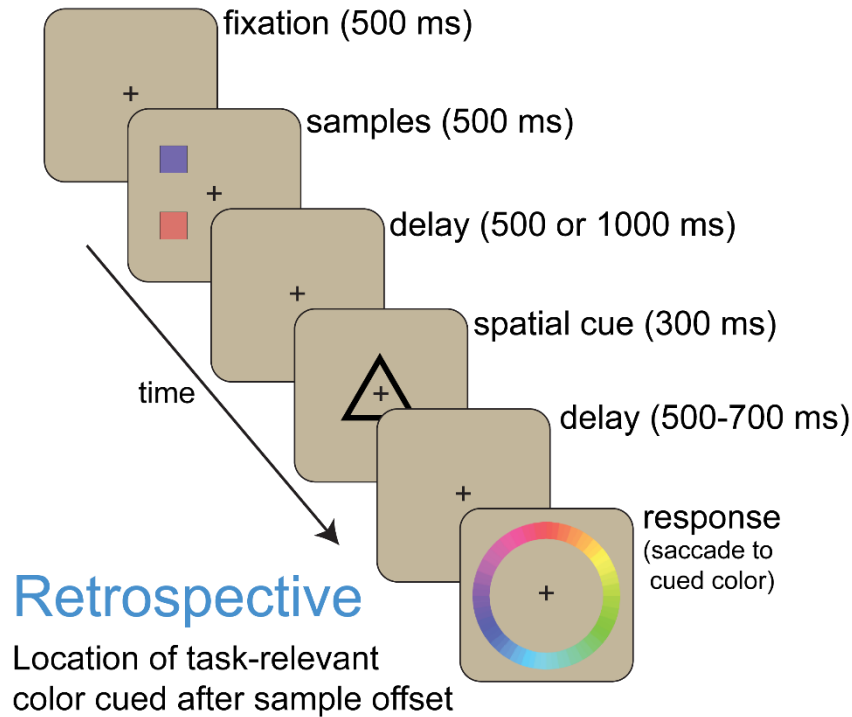 fixation (500 ms)
samples (500 ms)
delay (500 or 1000 ms)
spatial cue (300 ms)
delay (500-700 ms)
response
(saccade to
cued color)
time
Retrospective
Location of task-relevant
color cued after sample offset